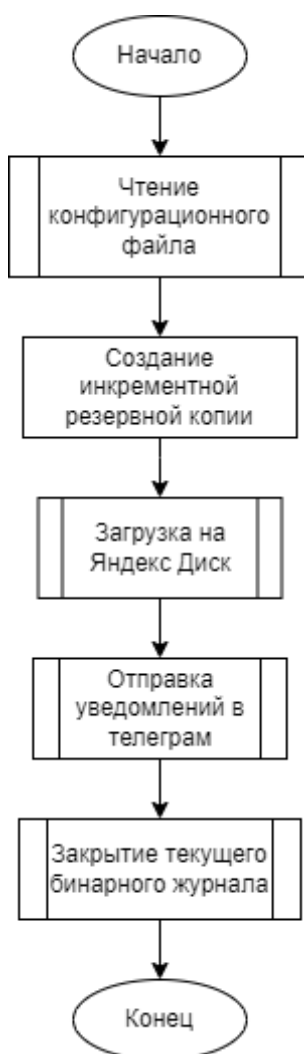 Начало
Чтение
конфигурационного
файла
Создание
инкрементной
резервной копии
Загрузка на
Яндекс Диск
Отправка
уведомлений в
телеграм
Закрытие текущего
бинарного журнала
Конец